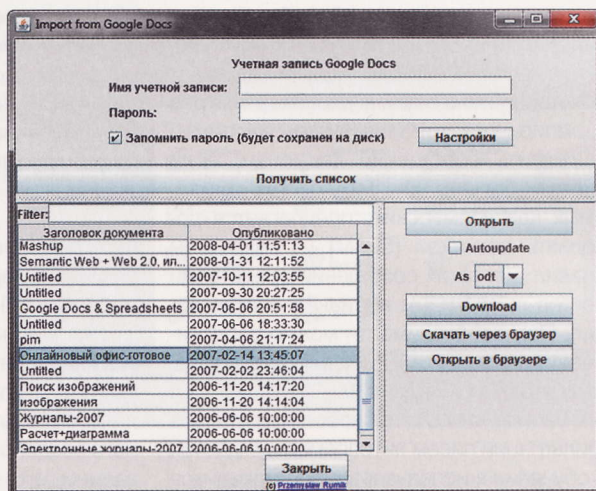 Import from Google Docs
Учетная запись Google Docs
Имя учетной записи:
Пароль:
Запомнить пароль (будет сохранен на диск) Настройки
Получить список
Filter:
Заголовок документа Опубликовано
Mashup 2008-04-01 11:51:13
Semantic Web + Web 2.0, ил... 2008-01-31 12:11:52
Untitled 2007-10-11 12:03:55
Untitled 2007-09-30 20:27:25
Google Docs & Spreadsheets 2007-06-06 20:51:58
Untitled 2007-06-06 18:33:30
pim 2007-04-06 21:17:24
Онлайновый офис-готовое 2007-02-14 13:45:07
Untitled 2007-02-02 23:46:04
Поиск изображений 2006-11-20 14:17:20
изображения 2006-11-20 14:14:04
Журналы-2007 2006-06-06 10:00:00
Расчет+диаграмма 2006-06-06 10:00:00
Электронные журналы-2007 2006-06-06 10:00:00
Открыть
Autoupdate
As odt
Download
Скачать через браузер
Открыть в браузере
Закрыть
(c) Przemyslaw Rumik